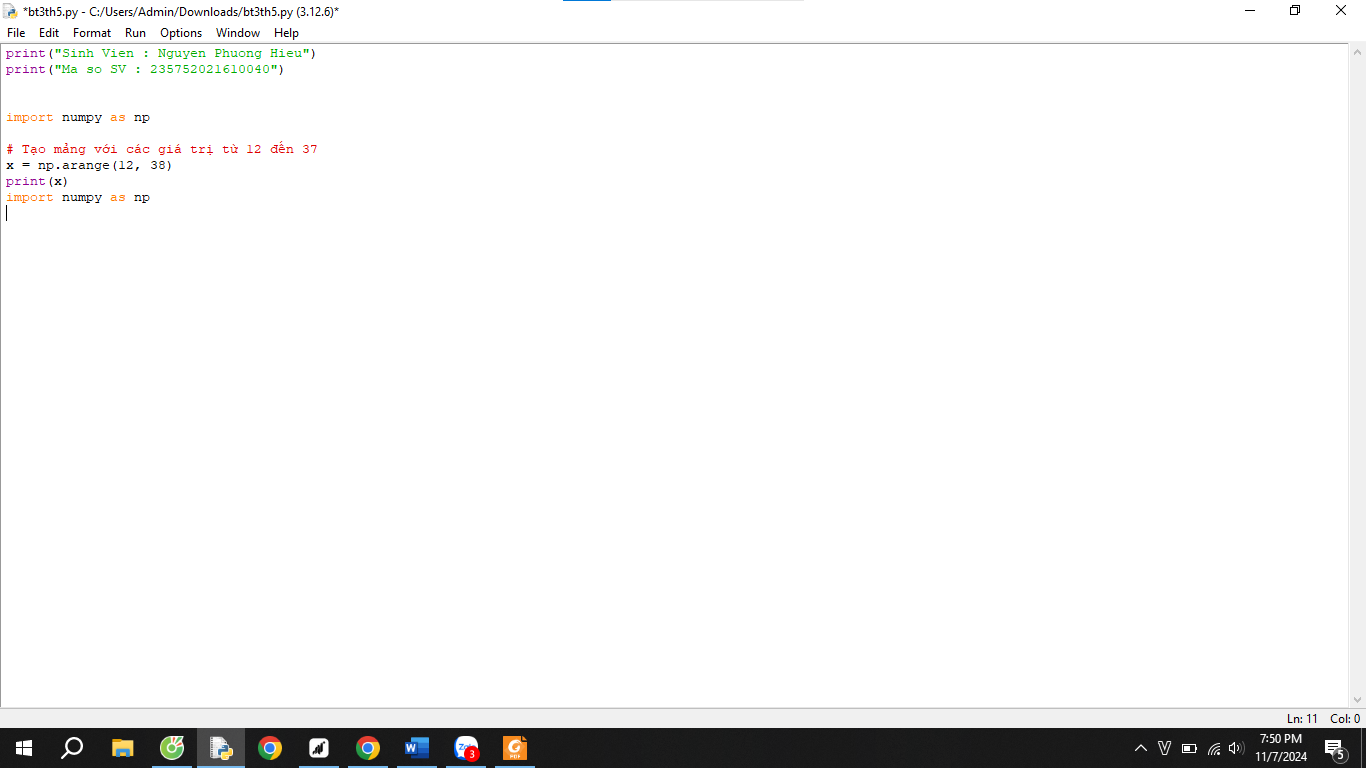 *bt3th5.py - C:/Users/Admin/Downloads/bt3th5.py (3.12.6)*
File Edit Format Run Options Window Help
print("Sinh Vien : Nguyen Phuong Hieu")
print("Ma so SV : 235752021610040")
import numpy as np
# Tạo mảng với các giá trị từ 12 đến 37
x = np.arange(12, 38)
print(x)
import numpy as np
Ln: 11 Col: 0
7:50 PM
11/7/2024
3
5